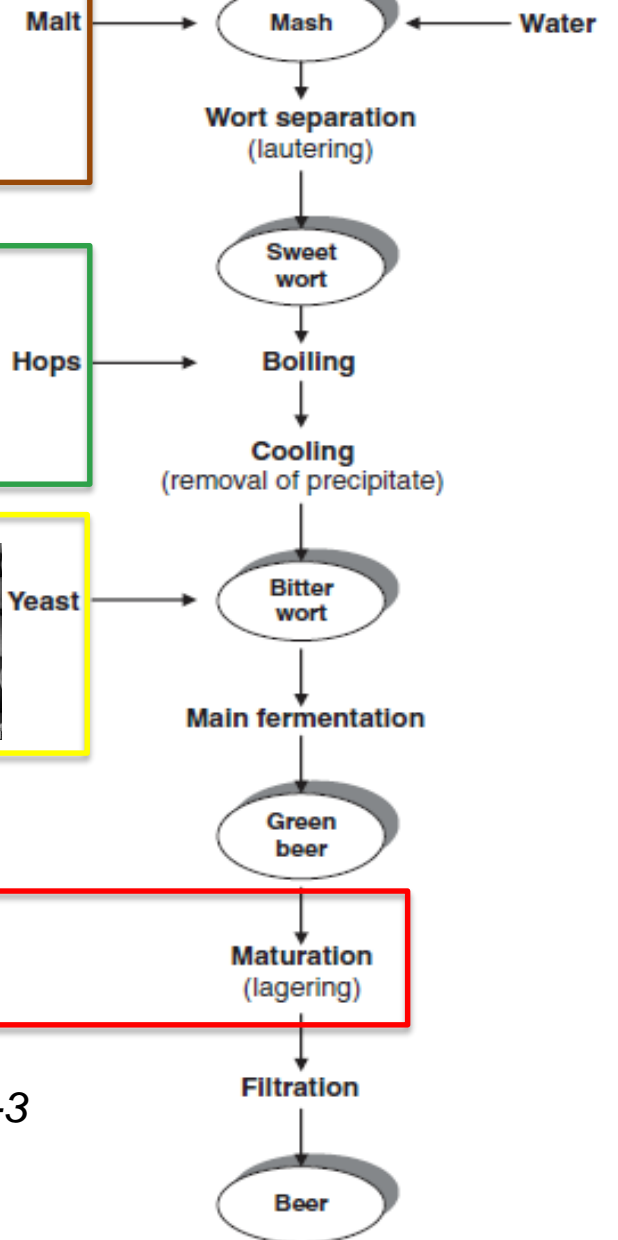 Malt
Mash
Water
Wort separation
(lautering)
Sweet
wort
Hops
Boiling
Cooling
(removal of precipitate)
Yeast
Bitter
wort
Main fermentation
Green
beer
Maturation
(lagering)
Filtration
-3
Beer